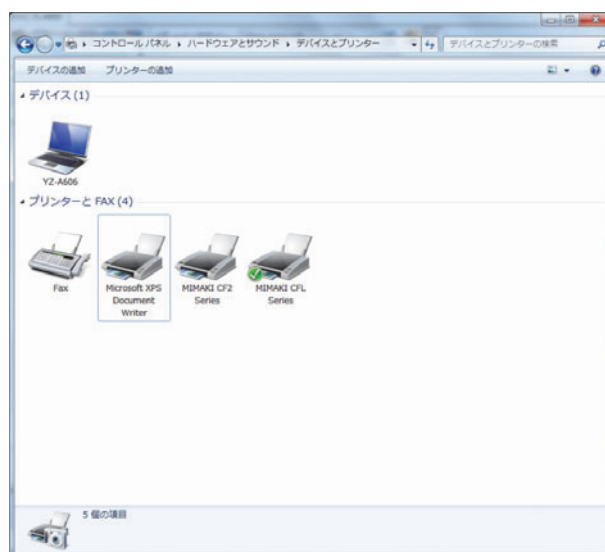 コントロール パネル ▸ ハードウェアとサウンド ▸ デバイスとプリンター
デバイスとプリンターの検索
デバイスの追加 プリンターの追加
デバイス (1)
YZ-A606
プリンターと FAX (4)
Fax
Microsoft XPS
Document
Writer
MIMAKI CF2
Series
MIMAKI CFL
Series
5 個の項目